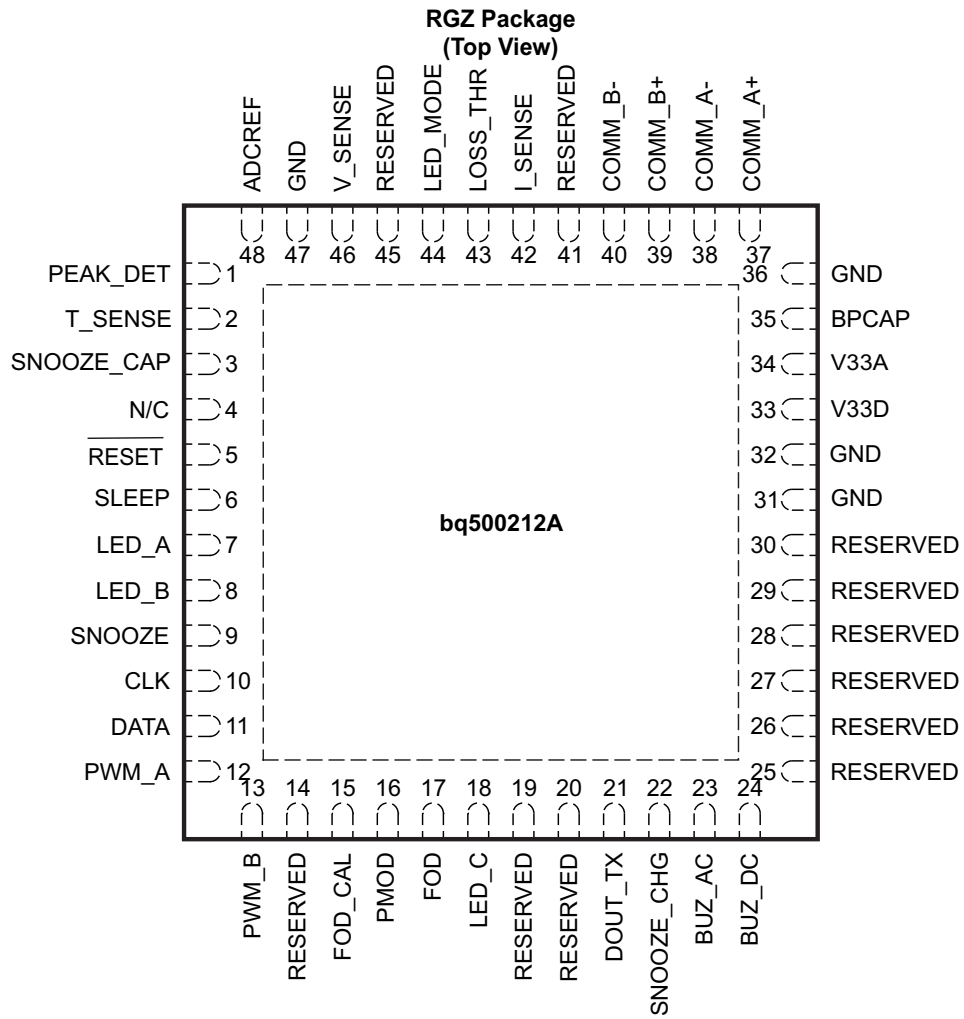 RGZ Package
(Top View)
ADCREF
GND
V_SENSE
RESERVED
LED_MODE
LOSS_THR
I_SENSE
RESERVED
COMM_B-
COMM_B+
COMM_A-
COMM_A+
48 47 46 45 44 43 42 41 40 39 38 37
PEAK_DET 1
36 GND
T_SENSE 2
35 BPCAP
SNOOZE_CAP 3
34 V33A
N/C 4
33 V33D
RESET 5
32 GND
SLEEP 6
31 GND
bq500212A
LED_A 7
30 RESERVED
LED_B 8
29 RESERVED
SNOOZE 9
28 RESERVED
CLK 10
27 RESERVED
DATA 11
26 RESERVED
PWM_A 12
25 RESERVED
13 14 15 16 17 18 19 20 21 22 23 24
PWM_B
RESERVED
FOD_CAL
PMOD
FOD
LED_C
RESERVED
RESERVED
DOUT_TX
SNOOZE_CHG
BUZ_AC
BUZ_DC